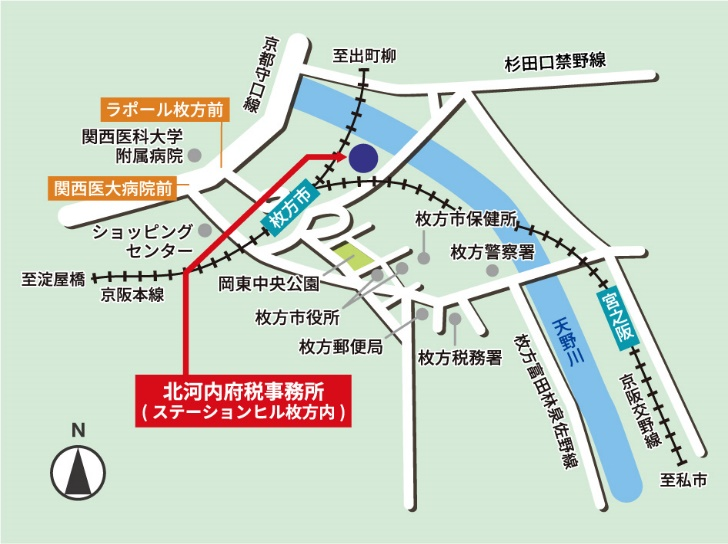 京都守口線
至出町柳
杉田口禁野線
ラポール枚方前
関西医科大学
附属病院
関西医大病院前
枚方市
ショッピング
センター
枚方市保健所
枚方警察署
至淀屋橋
京阪本線
岡東中央公園
枚方市役所
枚方郵便局
枚方税務署
宮之阪
天野川
枚方富田林泉佐野線
京阪交野線
至私市
北河内府税事務所
(ステーションヒル枚方内)
N